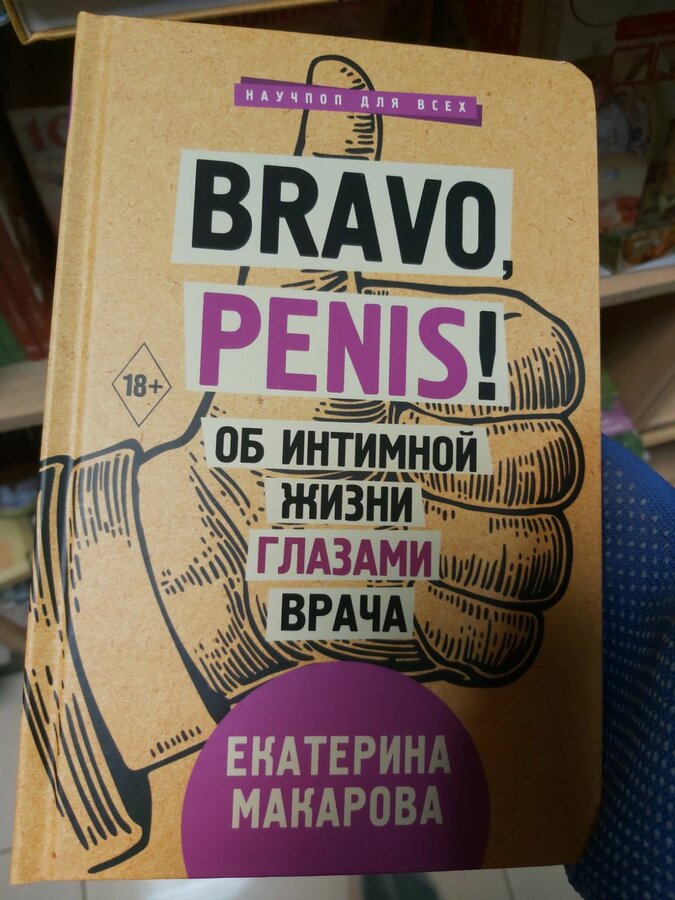 НАУЧПОП ДЛЯ ВСЕХ
BRAVO,
PENIS!
18+
ОБ ИНТИМНОЙ
ЖИЗНИ
ГЛАЗАМИ
ВРАЧА
ЕКАТЕРИНА
МАКАРОВА